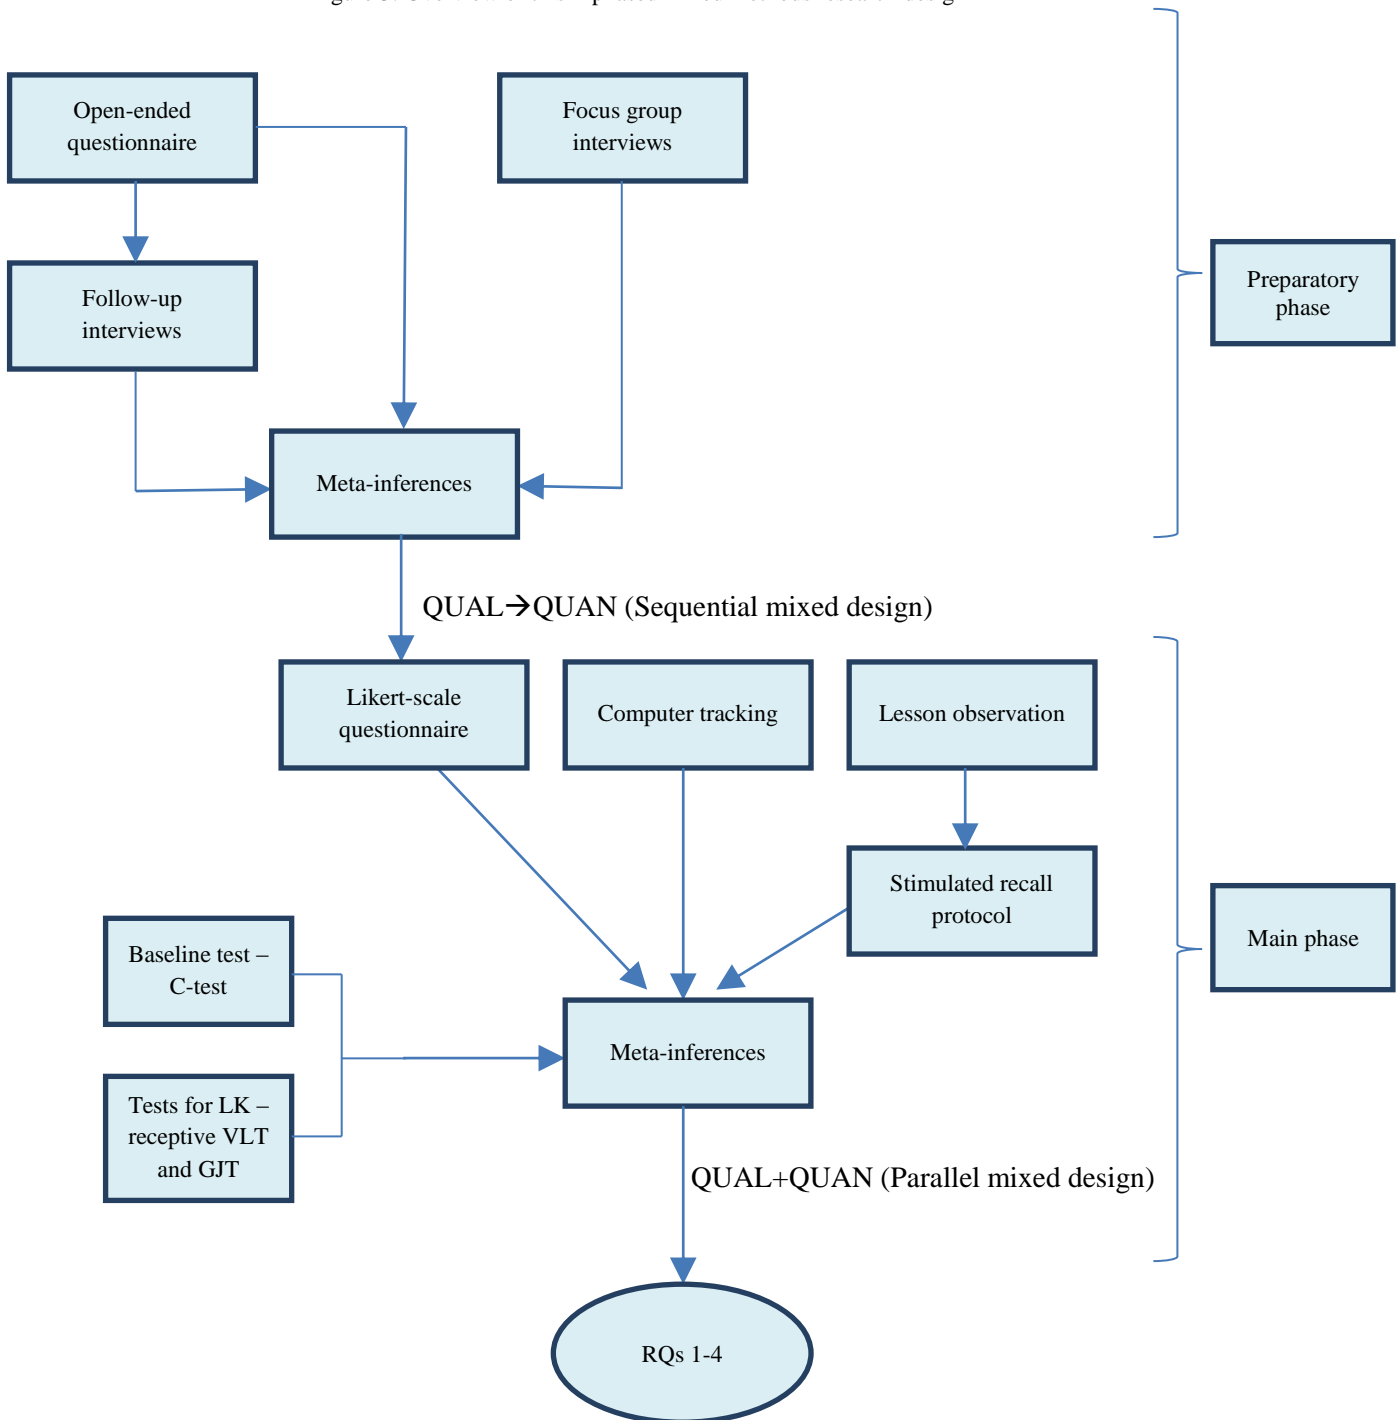 Open-ended
questionnaire
Focus group
interviews
Follow-up
interviews
Preparatory
phase
Meta-inferences
QUAL→QUAN (Sequential mixed design)
Likert-scale
questionnaire
Computer tracking
Lesson observation
Stimulated recall
protocol
Main phase
Baseline test –
C-test
Meta-inferences
Tests for LK –
receptive VLT
and GJT
QUAL+QUAN (Parallel mixed design)
RQs 1-4